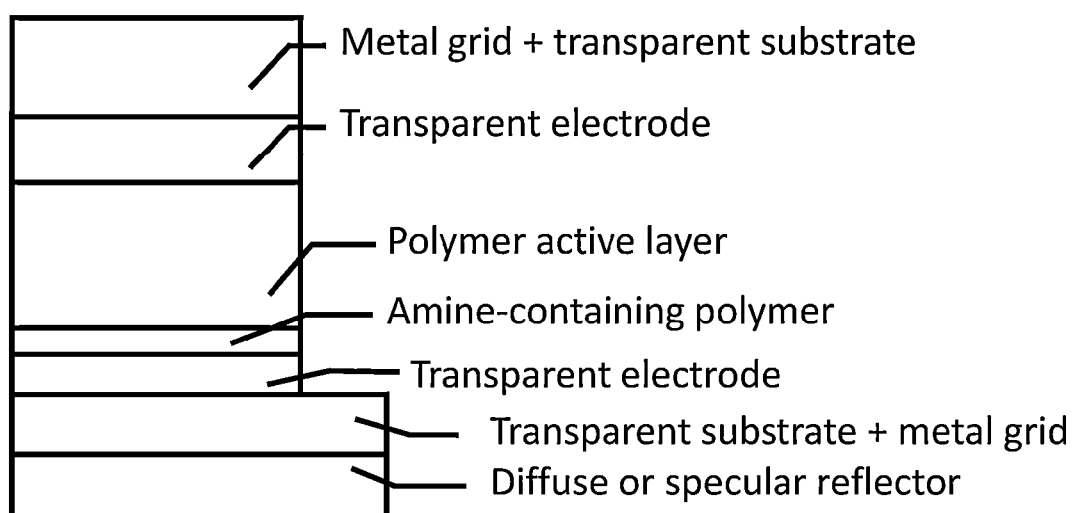 Metal grid + transparent substrate
Transparent electrode
Polymer active layer
Amine-containing polymer
Transparent electrode
Transparent substrate + metal grid
Diffuse or specular reflector